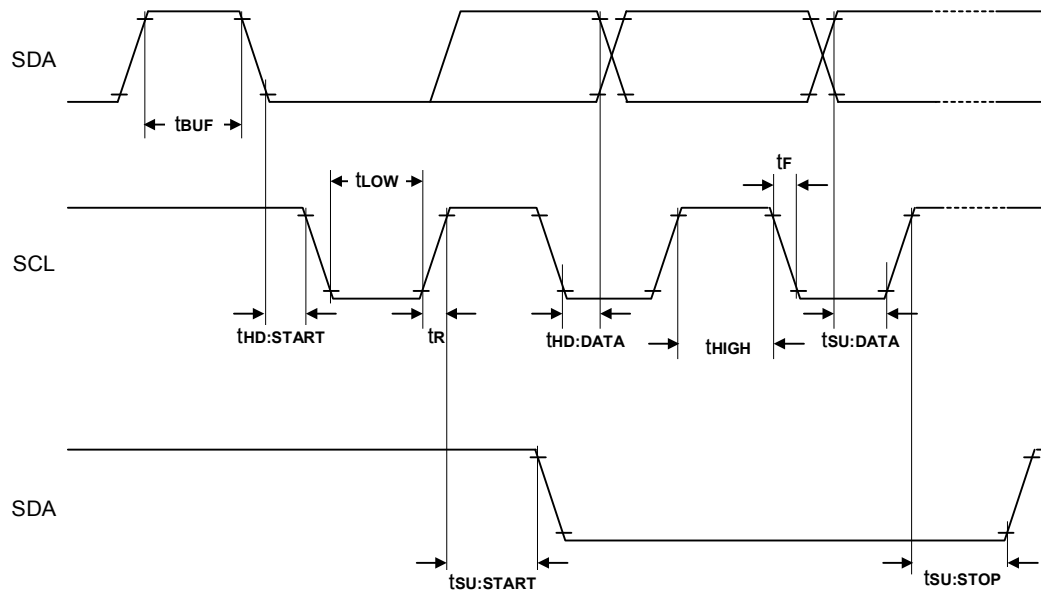 SDA
tBUF
tF
tLOW
SCL
tHD:START
tR
tHD:DATA
tHIGH
tSU:DATA
SDA
tSU:START
tSU:STOP